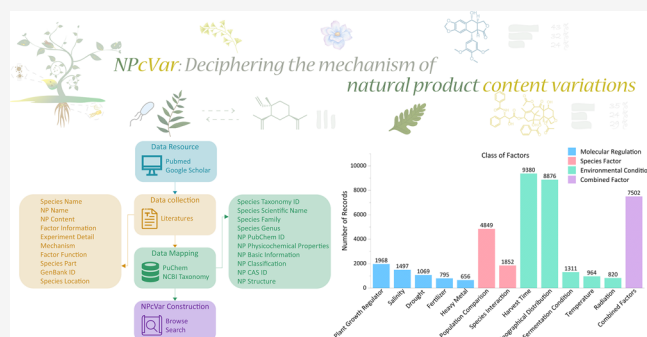 NPcVar: Deciphering the mechanism of
natural product content variations
Data Resource
Pubmed
Google Scholar
Data collection
Literatures
Data Mapping
PuChem
NCBI Taxonomy
NPcVar Construction
Browse
Search
Species Name
NP Name
NP Content
Factor Information
Experiment Detail
Mechanism
Factor Function
Species Part
GenBank ID
Species Location
Species Taxonomy ID
Species Scientific Name
Species Family
Species Genus
NP PubChem ID
NP Physicochemical Properties
NP Basic Information
NP Classification
NP CAS ID
NP Structure
Class of Factors
Molecular Regulation
Species Factor
Environmental Conditio
Combined Factor
Number of Records
10000
8000
6000
4000
2000
0
1968
1497
1069
795
656
4849
1852
9380
8876
1311
964
820
7502
Plant Growth Regulator
Salinity
Drought
Fertilizer
Heavy Metal
Population Comparison
Species Interaction
Harvest Time
ographical Distribution
Fermentation Condition
Temperature
Radiation
Combined Factors